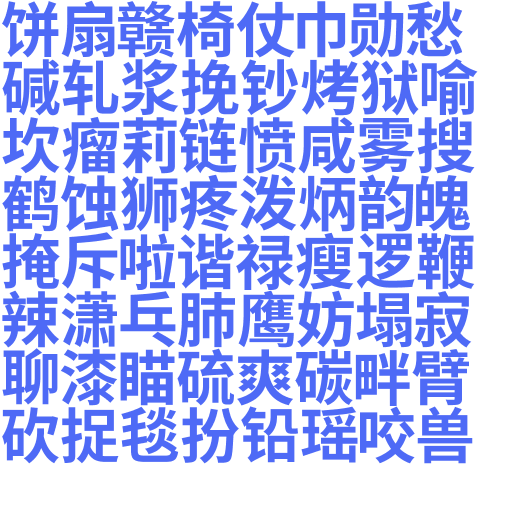 饼扇赣椅仗巾勋愁
碱轧浆挽钞烤狱喻
坎瘤莉链愤咸雾搜
鹤蚀狮疼泼炳韵魄
掩斥啦谐禄瘦逻鞭
辣潇乓肺鹰妨塌寂
聊漆瞄硫爽碳畔臂
砍捉毯扮铅瑶咬兽